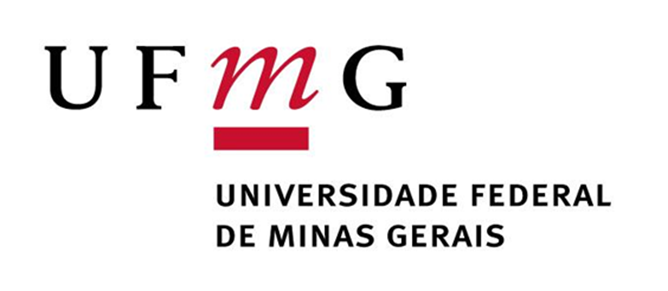 UFmG
UNIVERSIDADE FEDERAL
DE MINAS GERAIS